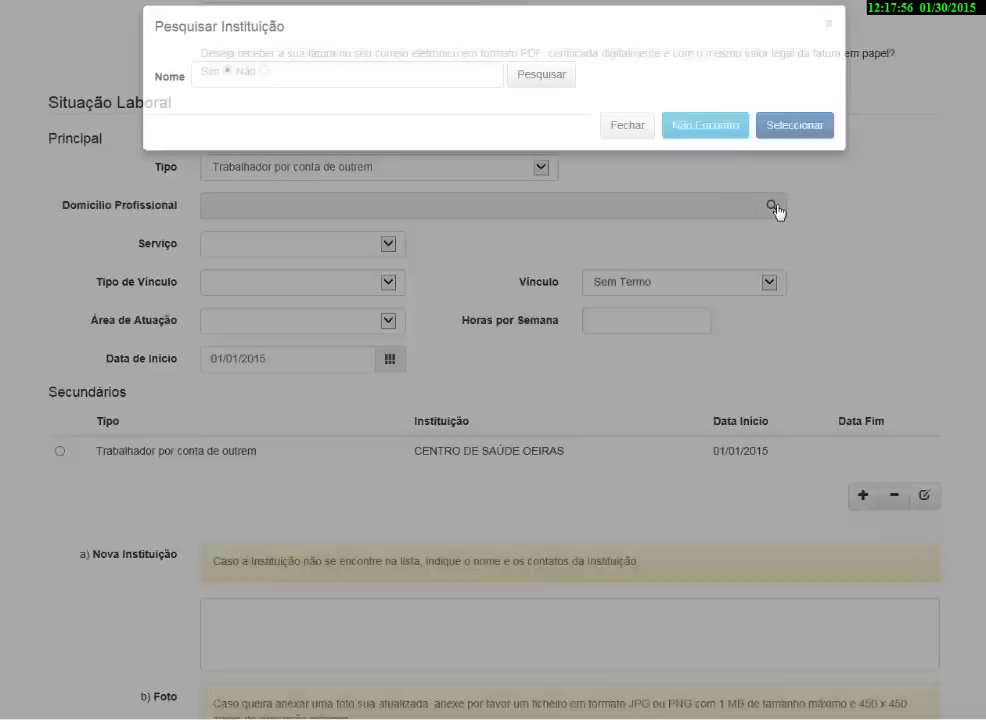 12:17:56 01/30/2015
Pesquisar Instituição
×
Deseja receber a sua fatura no seu correio eletrónico em formato PDF certificada digitalmente e com o mesmo valor legal da fatura em papel?
Sim Não
Nome Pesquisar
Situação Laboral
Fechar Não Encontro Seleccionar
Principal
Tipo Trabalhador por conta de outrem
Domicílio Profissional
Serviço
Tipo de Vínculo Vínculo Sem Termo
Área de Atuação Horas por Semana
Data de Início 01/01/2015
Secundários
Tipo Instituição Data Início Data Fim
Trabalhador por conta de outrem CENTRO DE SAÚDE OEIRAS 01/01/2015
a) Nova Instituição Caso a Instituição não se encontre na lista, indique o nome e os contatos da Instituição
b) Foto Caso queira anexar uma foto sua atualizada anexe por favor um ficheiro em formato JPG ou PNG com 1 MB de tamanho máximo e 450 x 450